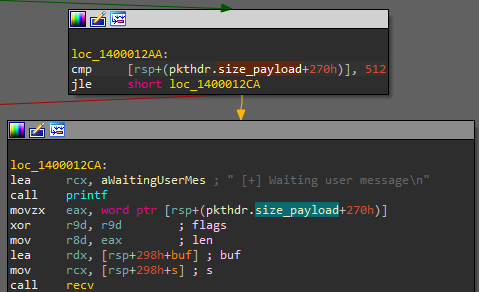 loc_1400012AA:
cmp [rsp+(pkthdr.size_payload+270h)], 512
jle short loc_1400012CA
loc_1400012CA:
lea rcx, aWaitingUserMes ; " [+] Waiting user message\n"
call printf
movzx eax, word ptr [rsp+(pkthdr.size_payload+270h)]
xor r9d, r9d ; flags
mov r8d, eax ; len
lea rdx, [rsp+298h+buf] ; buf
mov rcx, [rsp+298h+s] ; s
call recv